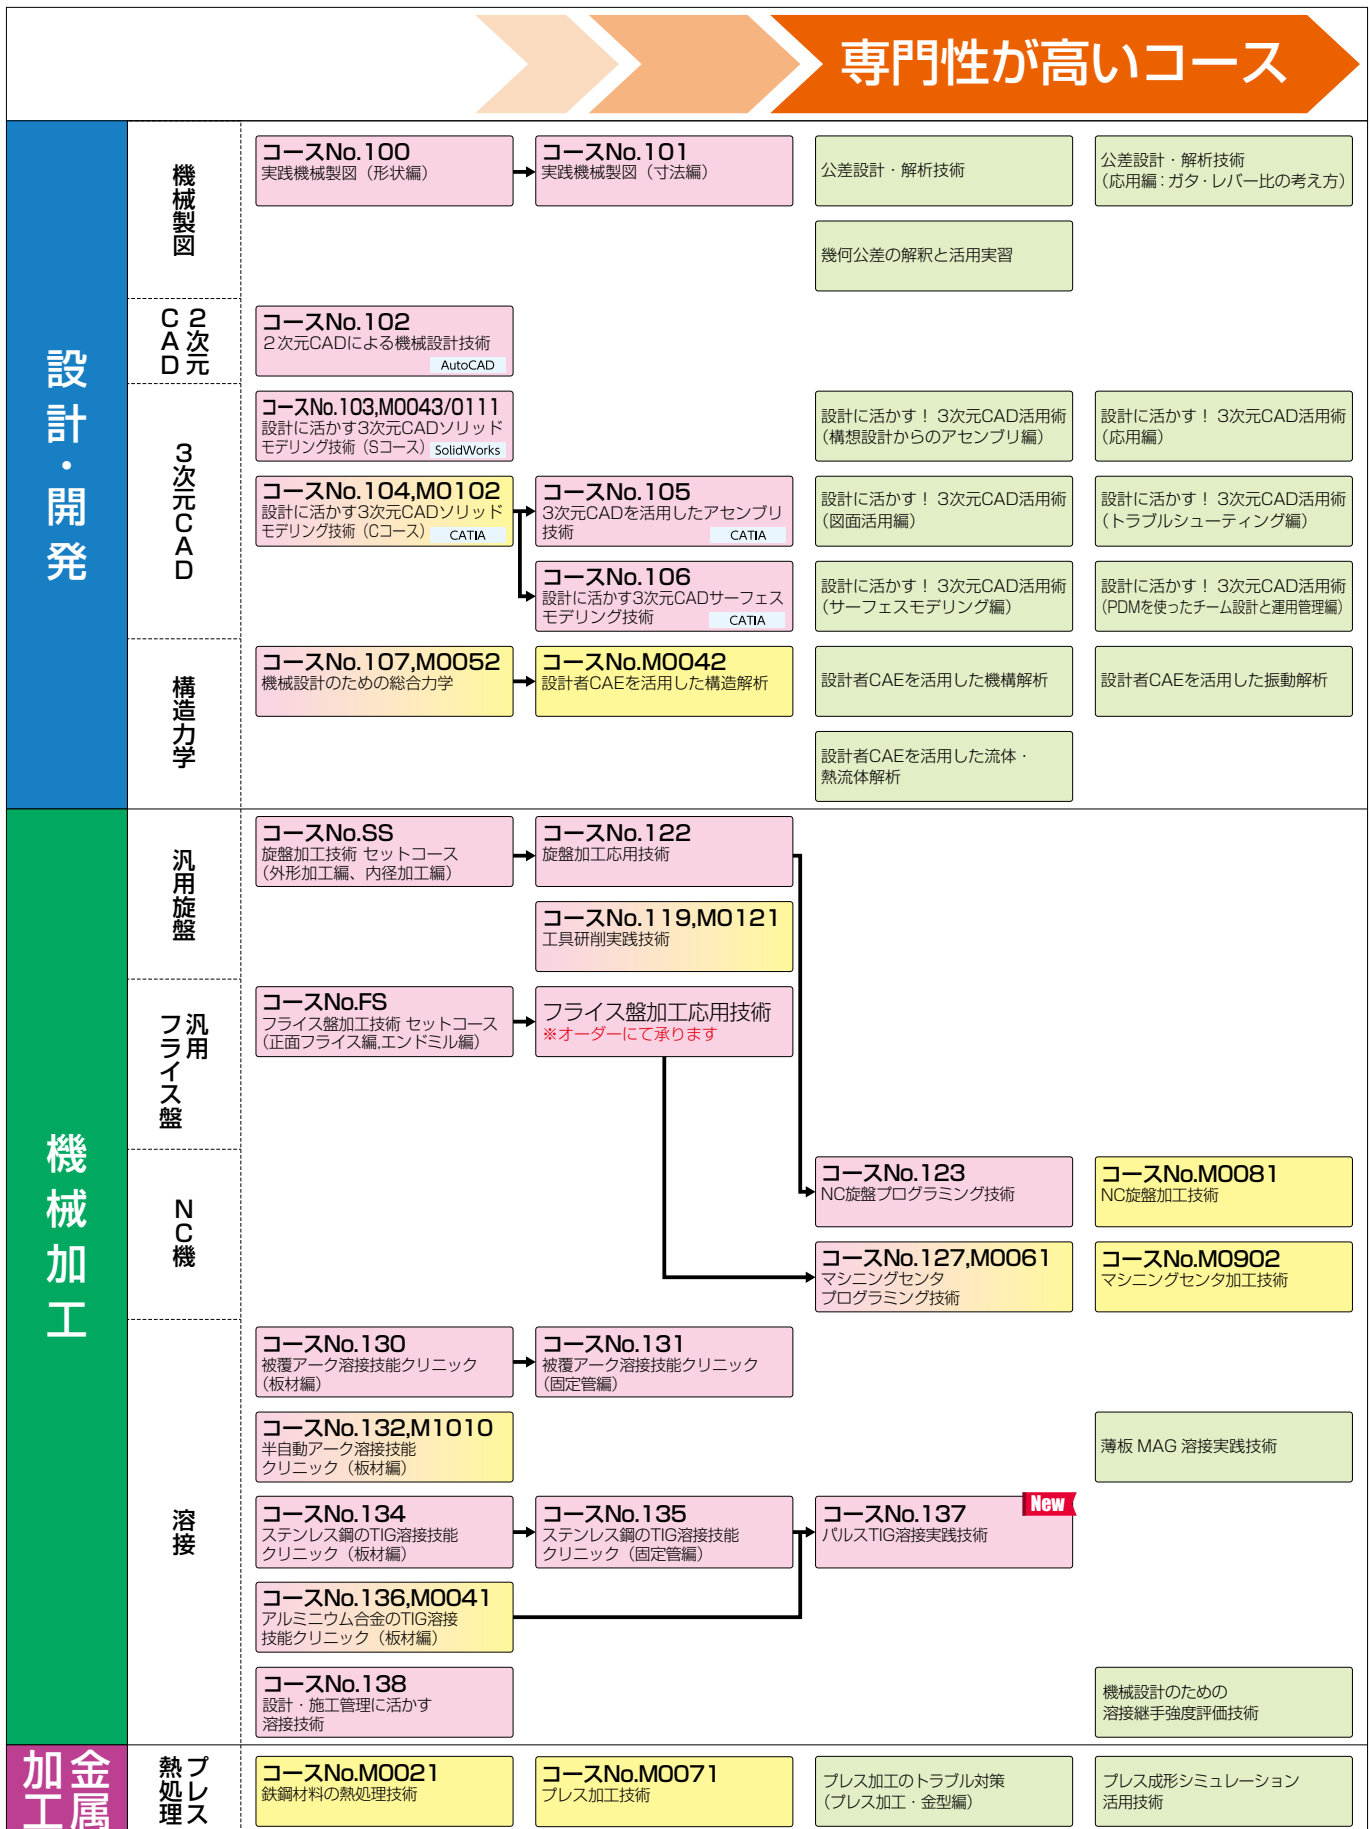 専門性が高いコース
設計・開発
機械製図
コースNo.100
実践機械製図（形状編）
コースNo.101
実践機械製図（寸法編）
公差設計・解析技術
公差設計・解析技術
（応用編：ガタ・レバー比の考え方）
幾何公差の解釈と活用実習
2次元
CAD
コースNo.102
2次元CADによる機械設計技術
AutoCAD
3次元CAD
コースNo.103,M0043/0111
設計に活かす3次元CADソリッド
モデリング技術（Sコース）
SolidWorks
設計に活かす！ 3次元CAD活用術
（構想設計からのアセンブリ編）
設計に活かす！ 3次元CAD活用術
（応用編）
コースNo.104,M0102
設計に活かす3次元CADソリッド
モデリング技術（Cコース）
CATIA
コースNo.105
3次元CADを活用したアセンブリ
技術
CATIA
設計に活かす！ 3次元CAD活用術
（図面活用編）
設計に活かす！ 3次元CAD活用術
（トラブルシューティング編）
コースNo.106
設計に活かす3次元CADサーフェス
モデリング技術
CATIA
設計に活かす！ 3次元CAD活用術
（サーフェスモデリング編）
設計に活かす！ 3次元CAD活用術
（PDMを使ったチーム設計と運用管理編）
構造力学
コースNo.107,M0052
機械設計のための総合力学
コースNo.M0042
設計者CAEを活用した構造解析
設計者CAEを活用した機構解析
設計者CAEを活用した振動解析
設計者CAEを活用した流体・
熱流体解析
機械加工
汎用旋盤
コースNo.SS
旋盤加工技術 セットコース
（外形加工編、内径加工編）
コースNo.122
旋盤加工応用技術
コースNo.119,M0121
工具研削実践技術
汎用
フライス盤
コースNo.FS
フライス盤加工技術 セットコース
（正面フライス編,エンドミル編）
フライス盤加工応用技術
※オーダーにて承ります
NC機
コースNo.123
NC旋盤プログラミング技術
コースNo.M0081
NC旋盤加工技術
コースNo.127,M0061
マシニングセンタ
プログラミング技術
コースNo.M0902
マシニングセンタ加工技術
溶接
コースNo.130
被覆アーク溶接技能クリニック
（板材編）
コースNo.131
被覆アーク溶接技能クリニック
（固定管編）
コースNo.132,M1010
半自動アーク溶接技能
クリニック（板材編）
薄板 MAG 溶接実践技術
コースNo.134
ステンレス鋼のTIG溶接技能
クリニック（板材編）
コースNo.135
ステンレス鋼のTIG溶接技能
クリニック（固定管編）
New
コースNo.137
パルスTIG溶接実践技術
コースNo.136,M0041
アルミニウム合金のTIG溶接
技能クリニック（板材編）
コースNo.138
設計・施工管理に活かす
溶接技術
機械設計のための
溶接継手強度評価技術
金属
加工
プレス
熱処理
コースNo.M0021
鉄鋼材料の熱処理技術
コースNo.M0071
プレス加工技術
プレス加工のトラブル対策
（プレス加工・金型編）
プレス成形シミュレーション
活用技術